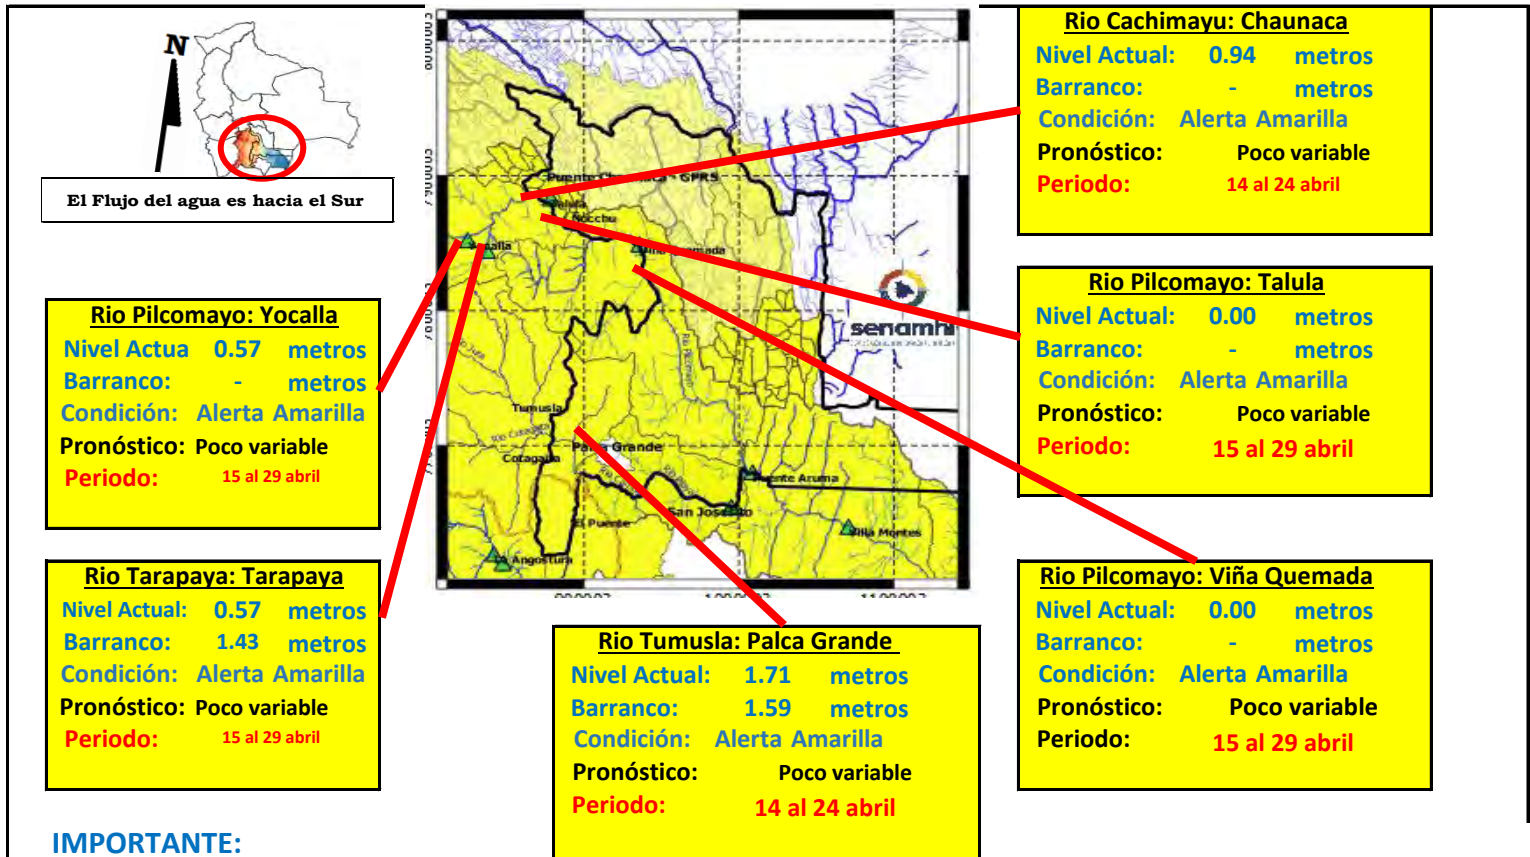 N
El Flujo del agua es hacia el Sur
Rio Cachimayu: Chaunaca
Nivel Actual: 0.94 metros
Barranco: - metros
Condición: Alerta Amarilla
Pronóstico: Poco variable
Periodo: 14 al 24 abril
Rio Pilcomayo: Talula
Nivel Actual: 0.00 metros
Barranco: - metros
Condición: Alerta Amarilla
Pronóstico: Poco variable
Periodo: 15 al 29 abril
Rio Pilcomayo: Yocalla
Nivel Actua 0.57 metros
Barranco: - metros
Condición: Alerta Amarilla
Pronóstico: Poco variable
Periodo: 15 al 29 abril
Rio Tarapaya: Tarapaya
Nivel Actual: 0.57 metros
Barranco: 1.43 metros
Condición: Alerta Amarilla
Pronóstico: Poco variable
Periodo: 15 al 29 abril
Rio Tumusla: Palca Grande
Nivel Actual: 1.71 metros
Barranco: 1.59 metros
Condición: Alerta Amarilla
Pronóstico: Poco variable
Periodo: 14 al 24 abril
Rio Pilcomayo: Viña Quemada
Nivel Actual: 0.00 metros
Barranco: - metros
Condición: Alerta Amarilla
Pronóstico: Poco variable
Periodo: 15 al 29 abril
Puente - GPRS
Talula
Nocchu
senamhi
Tumusla
Palca Grande
Cotagaita
Puente Aruma
San Josecito
El Puente
Villa Montes
Angostura
IMPORTANTE: